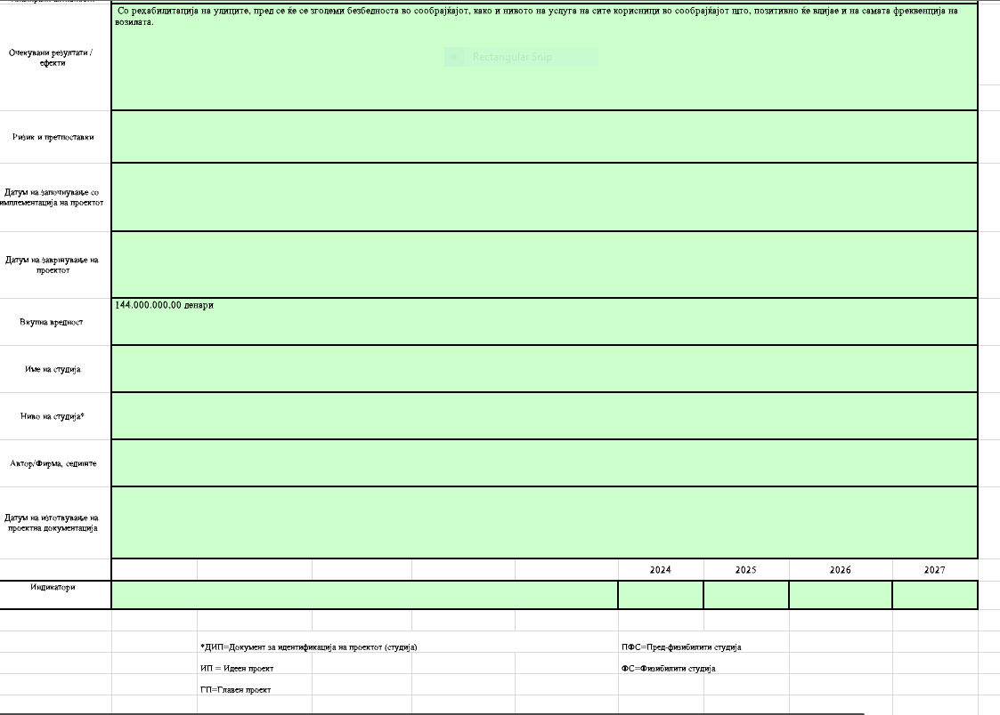 Со рехабилитација на улиците, пред се ќе се зголеми безбедноста во сообраќајот, како и нивото на услуга на сите корисници во сообраќајот што, позитивно ќе влијае и на самата фреквенција на
возилата.
Rectangular Snip
Очекувани резултати /
ефекти
Ризик и претпоставки
Датум на започнување со
имплементација на проектот
Датум на завршување на
проектот
144.000.000,00 денари
Вкупна вредност
Име на студија
Ниво на студија*
Автор/Фирма, седиште
Датум на изготвување на
проектна документација
2024 2025 2026 2027
Индикатори
*ДИП=Документ за идентификација на проектот (студија) ПФС=Пред-физибилити студија
ИП = Идеен проект ФС=Физибилити студија
ГП=Главен проект